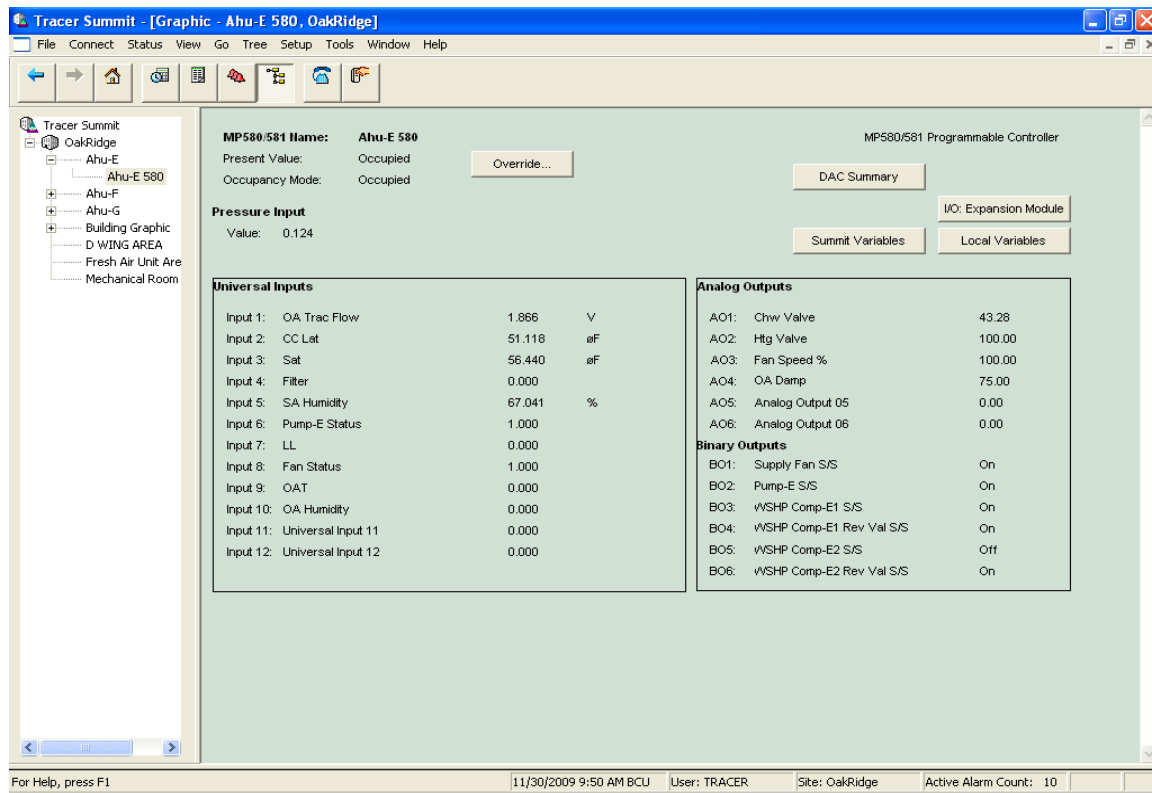 Tracer Summit - [Graphic - Ahu-E 580, OakRidge]
File Connect Status View Go Tree Setup Tools Window Help
Tracer Summit
OakRidge
Ahu-E
Ahu-E 580
Ahu-F
Ahu-G
Building Graphic
D WING AREA
Fresh Air Unit Are
Mechanical Room
MP580/581 Name: Ahu-E 580
MP580/581 Programmable Controller
Present Value: Occupied
Override...
Occupancy Mode: Occupied
DAC Summary
I/O: Expansion Module
Pressure Input
Value: 0.124
Summit Variables
Local Variables
Universal Inputs
Input 1: OA Trac Flow 1.866 V
Input 2: CC Lat 51.118 øF
Input 3: Sat 56.440 øF
Input 4: Filter 0.000
Input 5: SA Humidity 67.041 %
Input 6: Pump-E Status 1.000
Input 7: LL 0.000
Input 8: Fan Status 1.000
Input 9: OAT 0.000
Input 10: OA Humidity 0.000
Input 11: Universal Input 11 0.000
Input 12: Universal Input 12 0.000
Analog Outputs
AO1: Chw Valve 43.28
AO2: Htg Valve 100.00
AO3: Fan Speed % 100.00
AO4: OA Damp 75.00
AO5: Analog Output 05 0.00
AO6: Analog Output 06 0.00
Binary Outputs
BO1: Supply Fan S/S On
BO2: Pump-E S/S On
BO3: WSHP Comp-E1 S/S On
BO4: WSHP Comp-E1 Rev Val S/S On
BO5: WSHP Comp-E2 S/S Off
BO6: WSHP Comp-E2 Rev Val S/S On
For Help, press F1
11/30/2009 9:50 AM BCU
User: TRACER
Site: OakRidge
Active Alarm Count: 10